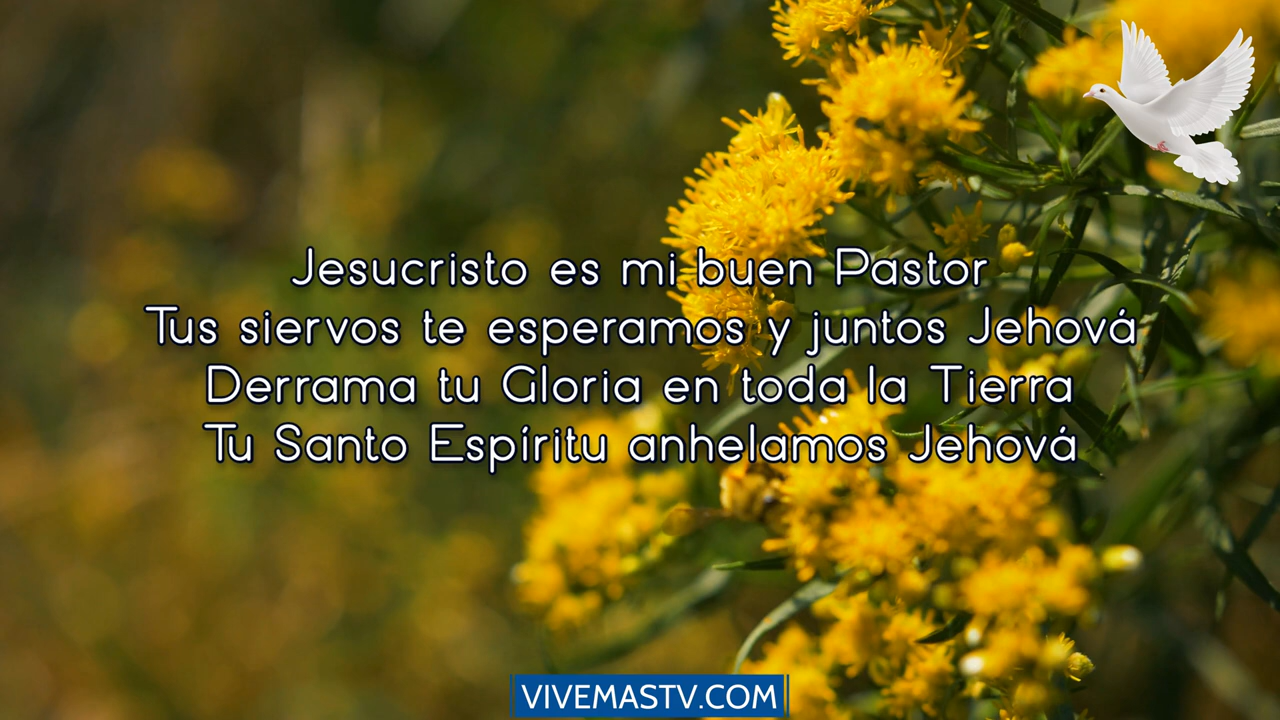 Jesucristo es mi buen Pastor
Tus siervos te esperamos y juntos Jehová
Derrama tu Gloria en toda la Tierra
Tu Santo Espíritu anhelamos Jehová
VIVEMASTV.COM